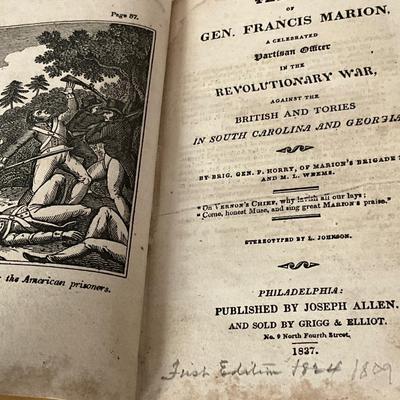 Page 87.
the American prisoners.
OF
GEN. FRANCIS MARION,
A CELEBRATED
Partisan Officer
IN THE
REVOLUTIONARY WAR,
AGAINST THE
BRITISH AND TORIES
IN SOUTH CAROLINA AND GEORGIA
BY BRIG. GEN. P. HORRY, OF MARION'S BRIGADE
AND M. L. WEEMS.
"On VERNON'S CHIEF, why lavish all our lays;
"Come, honest Muse, and sing great MARION'S praise."
STEREOTYPED BY L. JOHNSON.
PHILADELPHIA:
PUBLISHED BY JOSEPH ALLEN.
AND SOLD BY GRIGG & ELLIOT.
No. 9 North Fourth Street,
1837.
First Edition 1824 1809